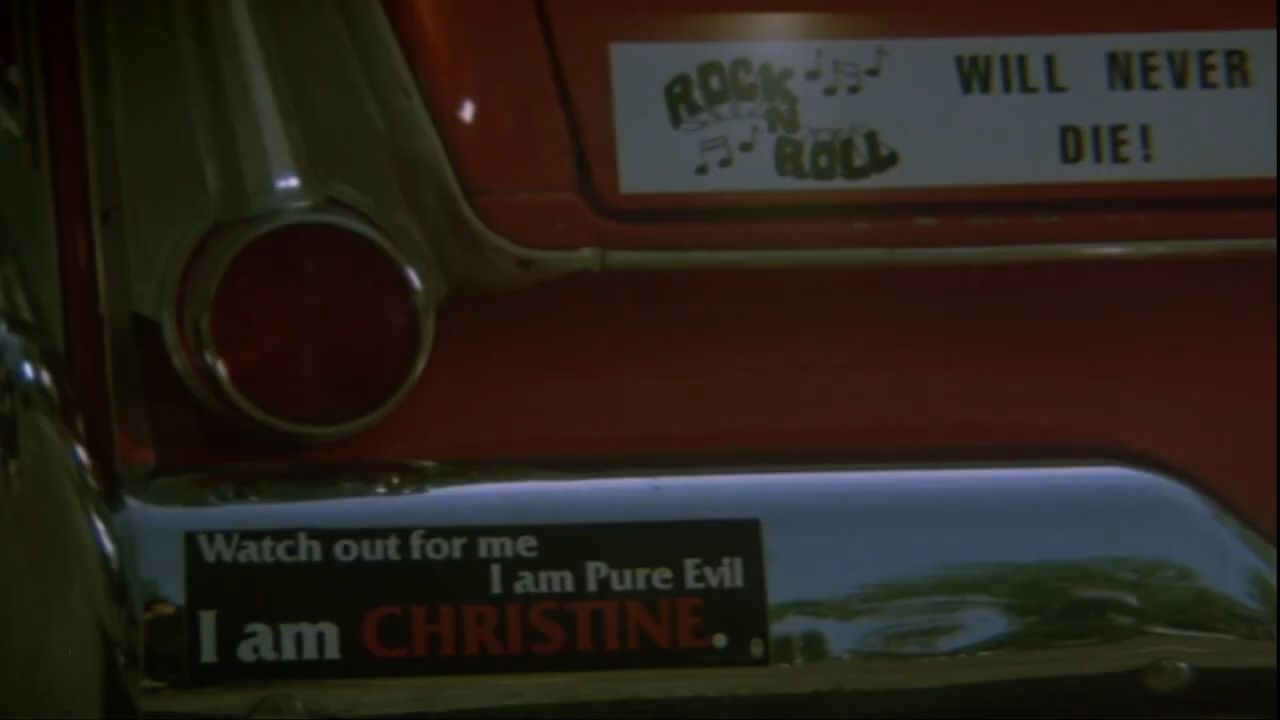 ROCK
N
ROLL
WILL NEVER
DIE!
Watch out for me
I am Pure Evil
I am CHRISTINE.